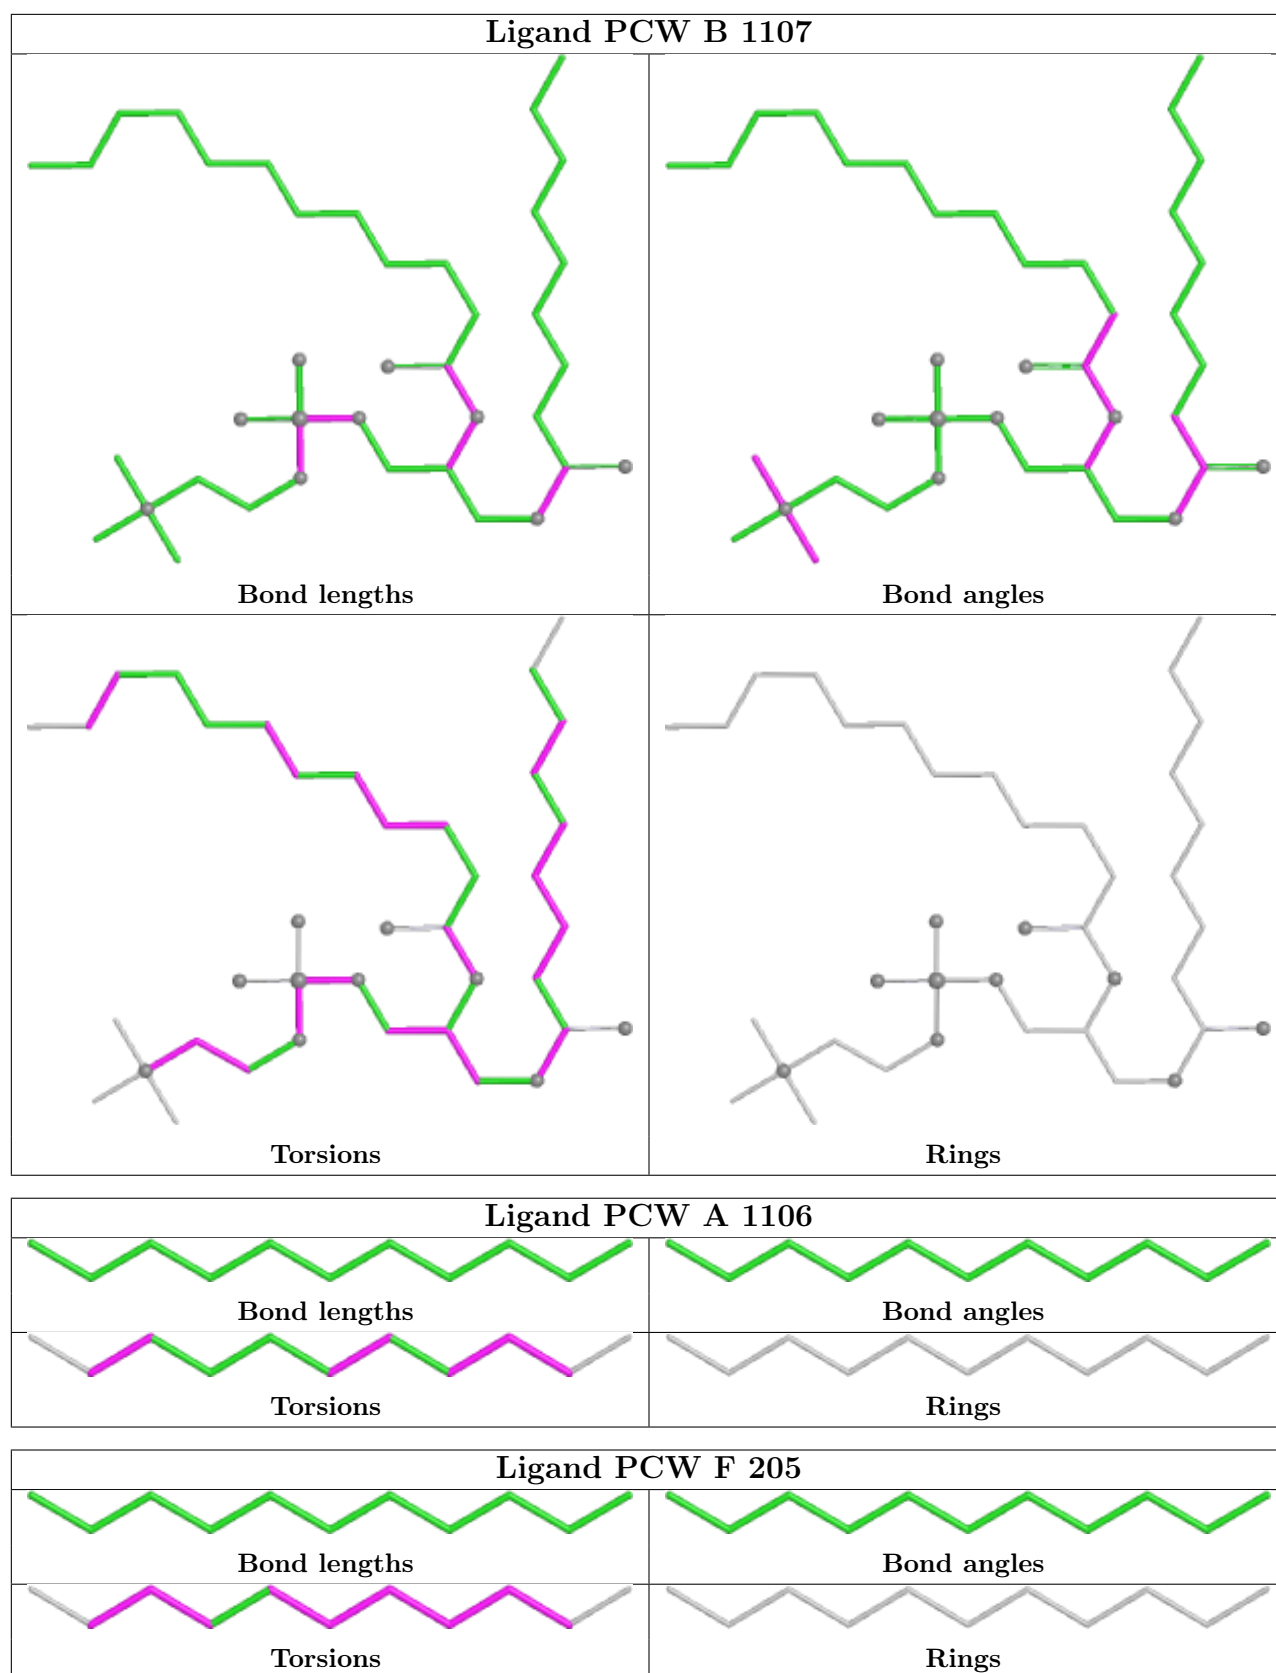 Ligand PCW B 1107
Bond lengths
Bond angles
Torsions
Rings
Ligand PCW A 1106
Bond lengths
Bond angles
Torsions
Rings
Ligand PCW F 205
Bond lengths
Bond angles
Torsions
Rings